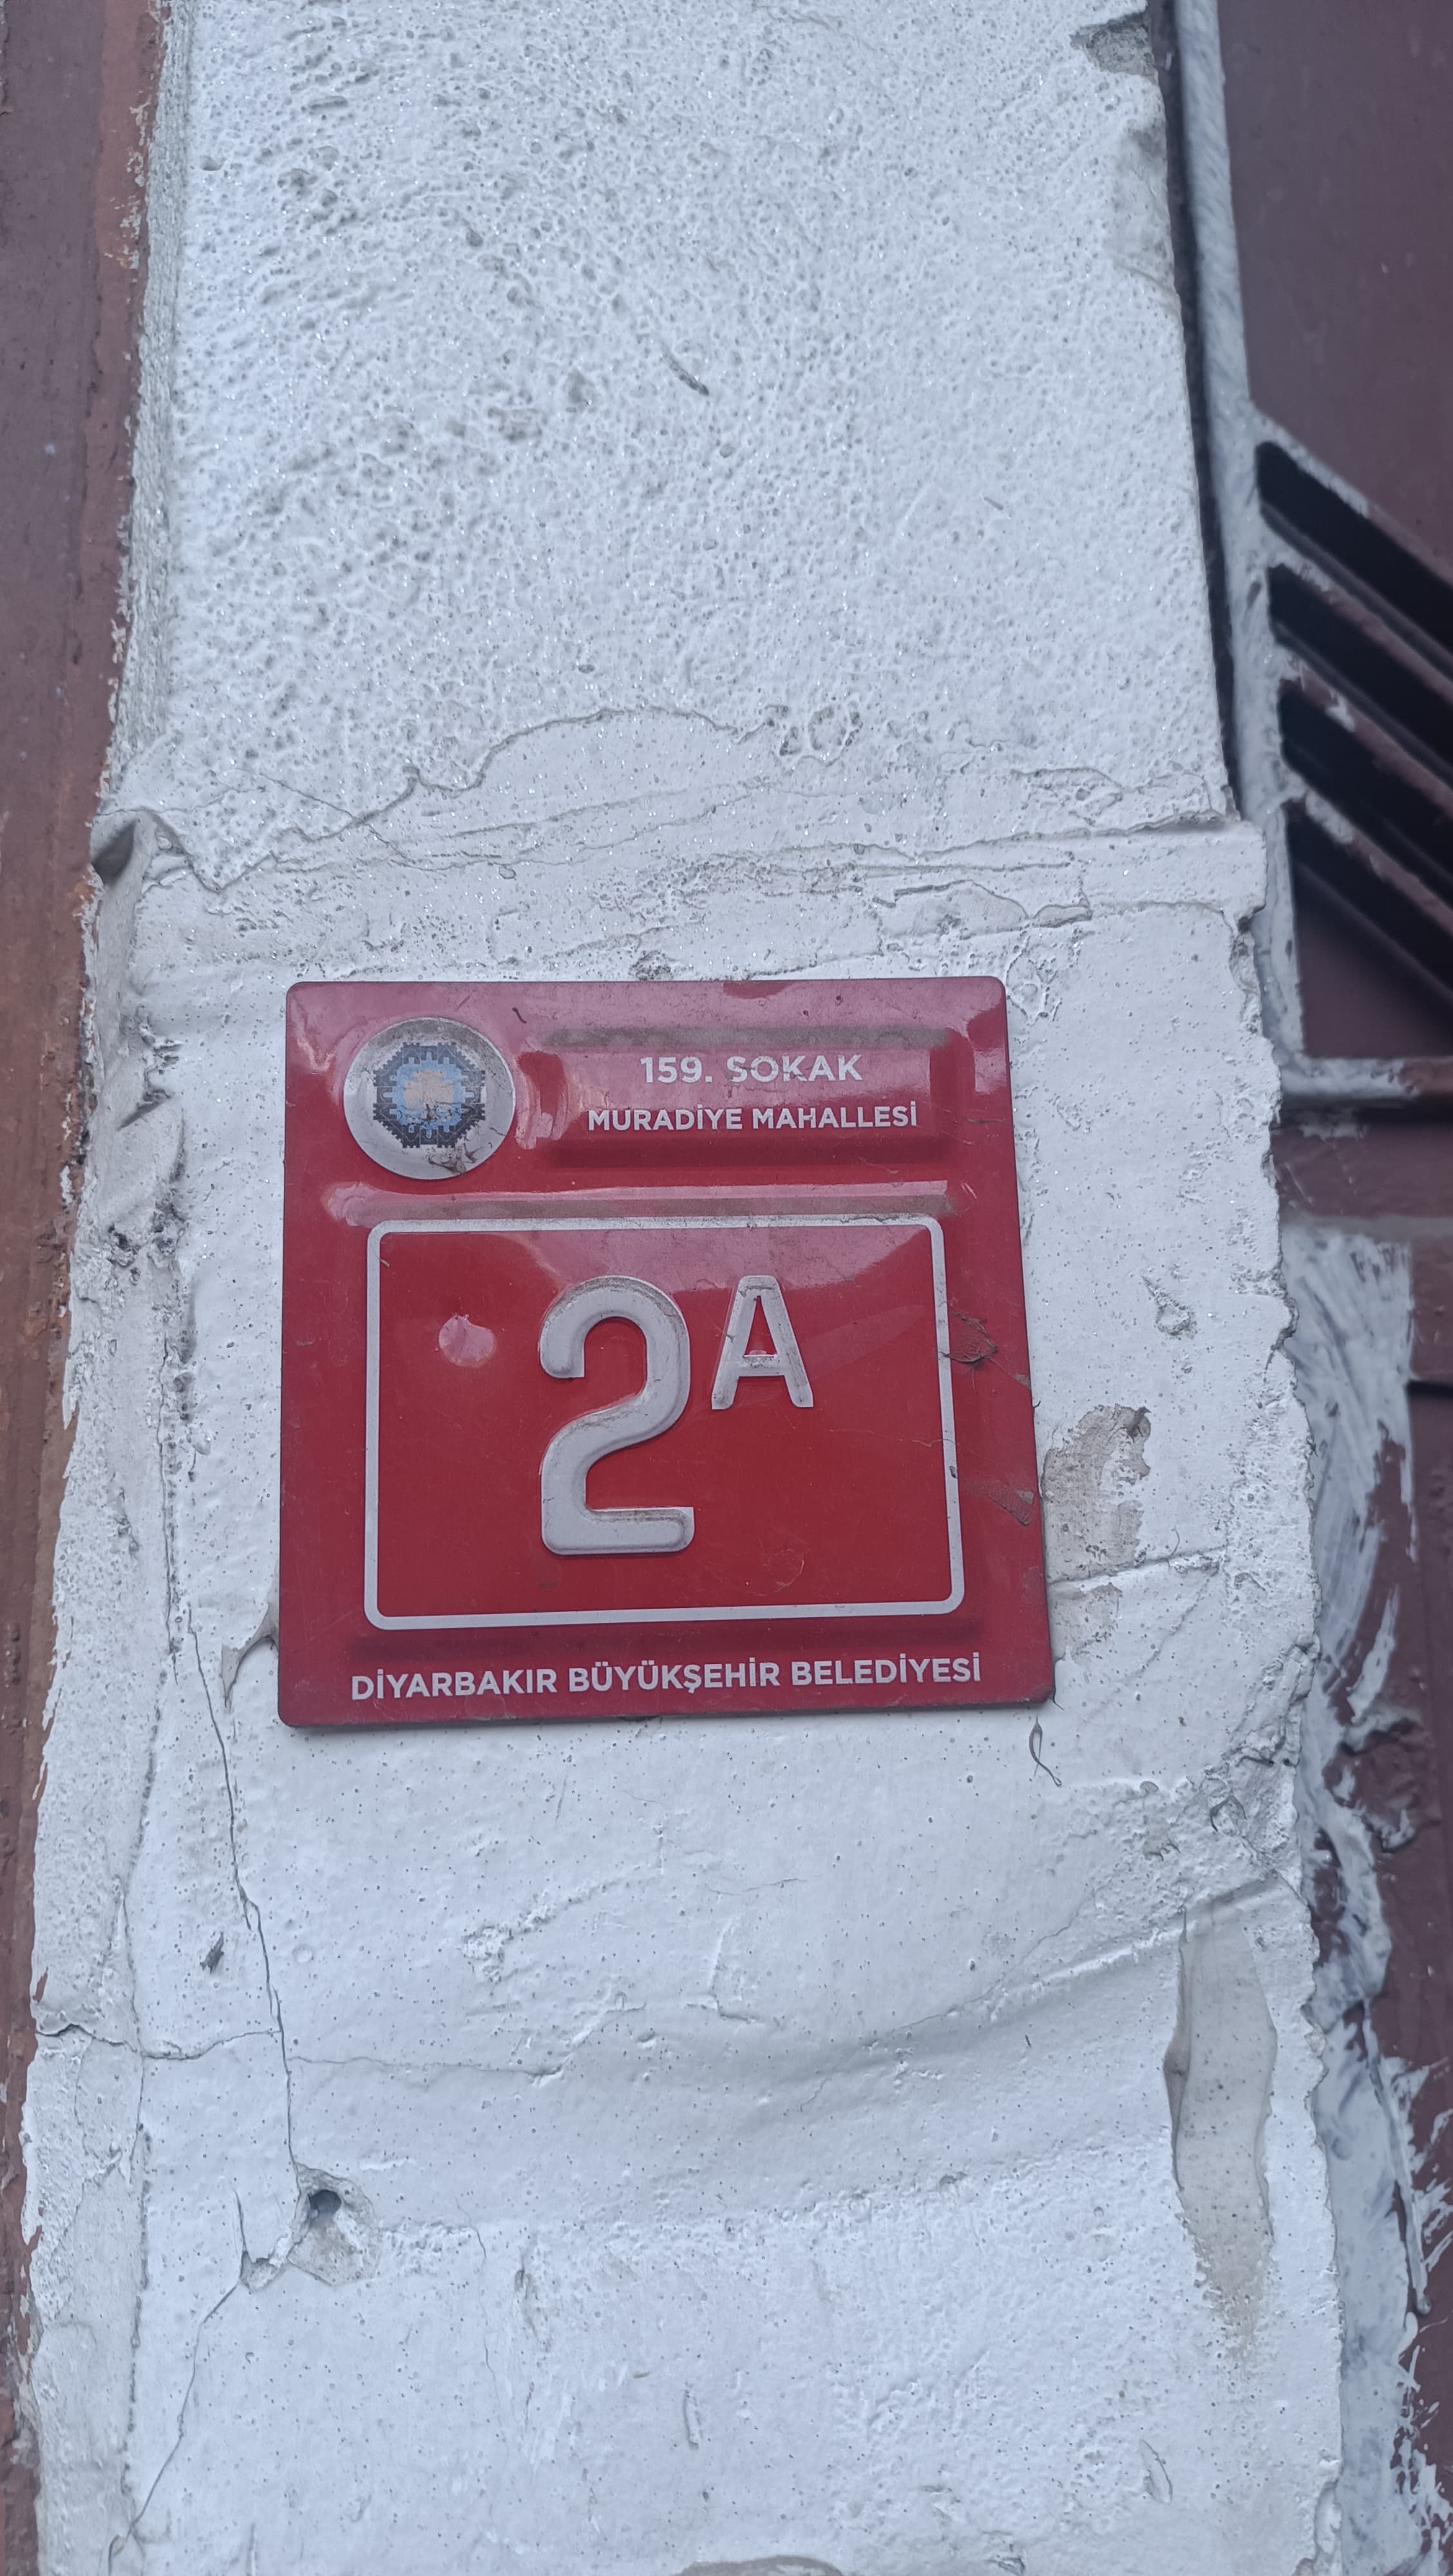 159. SOKAK
MURADİYE MAHALLESİ
2A
DİYARBAKIR BÜYÜKŞEHİR BELEDİYESİ